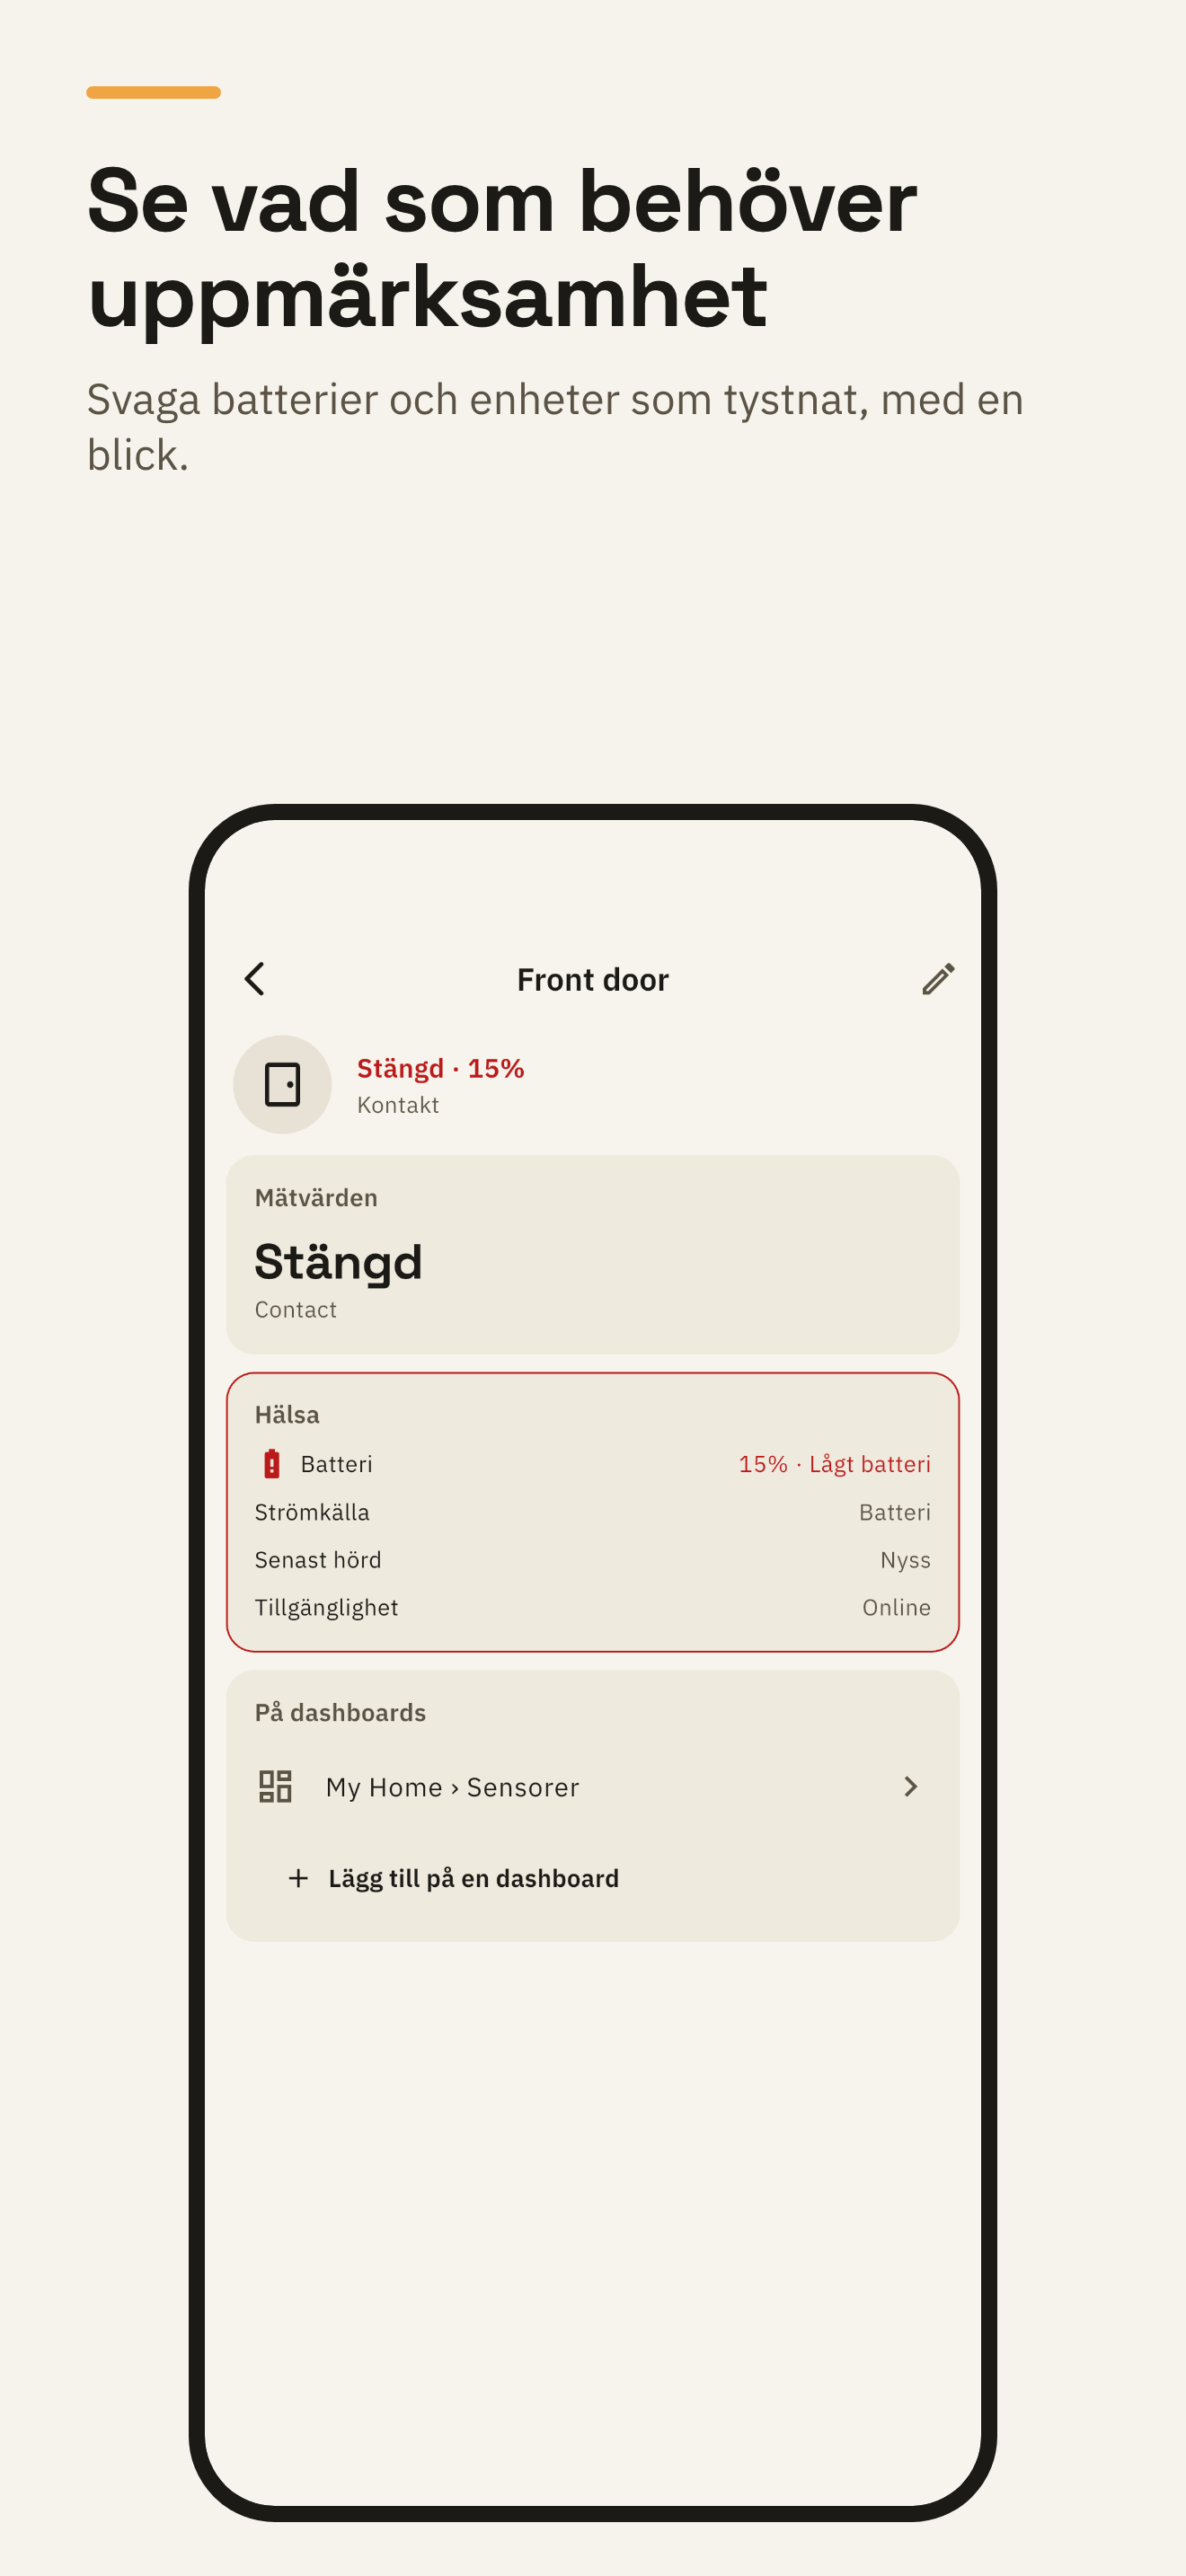 Se vad som behöver
uppmärksamhet
Svaga batterier och enheter som tystnat, med en
blick.
Front door
Stängd · 15%
Kontakt
Mätvärden
Stängd
Contact
Hälsa
Batteri 15% · Lågt batteri
Strömkälla Batteri
Senast hörd Nyss
Tillgänglighet Online
På dashboards
My Home › Sensorer
+ Lägg till på en dashboard